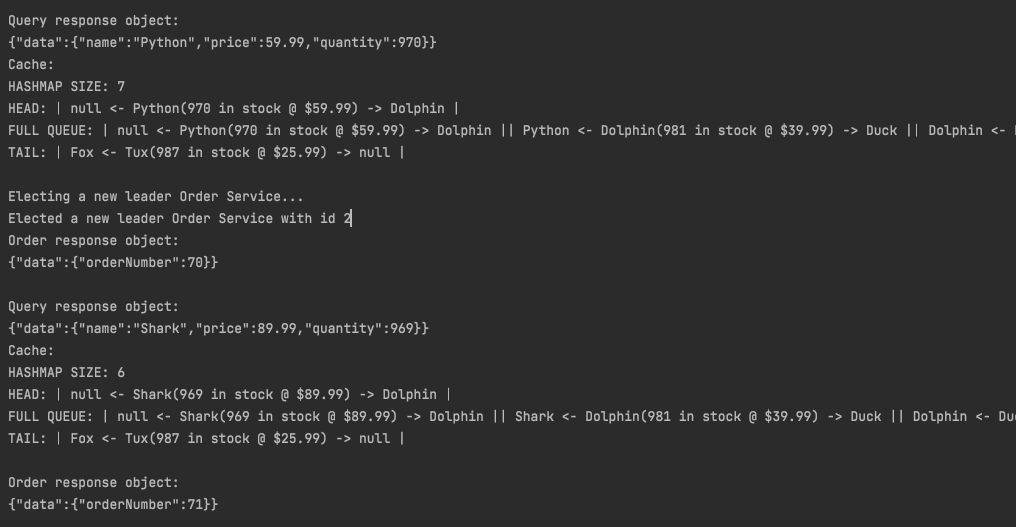 Query response object:
{"data":{"name":"Python","price":59.99,"quantity":970}}
Cache:
HASHMAP SIZE: 7
HEAD: | null <- Python(970 in stock @ $59.99) -> Dolphin |
FULL QUEUE: | null <- Python(970 in stock @ $59.99) -> Dolphin || Python <- Dolphin(981 in stock @ $39.99) -> Duck || Dolphin <-
TAIL: | Fox <- Tux(987 in stock @ $25.99) -> null |
Electing a new leader Order Service...
Elected a new leader Order Service with id 2
Order response object:
{"data":{"orderNumber":70}}
Query response object:
{"data":{"name":"Shark","price":89.99,"quantity":969}}
Cache:
HASHMAP SIZE: 6
HEAD: | null <- Shark(969 in stock @ $89.99) -> Dolphin |
FULL QUEUE: | null <- Shark(969 in stock @ $89.99) -> Dolphin || Shark <- Dolphin(981 in stock @ $39.99) -> Duck || Dolphin <- Du
TAIL: | Fox <- Tux(987 in stock @ $25.99) -> null |
Order response object:
{"data":{"orderNumber":71}}